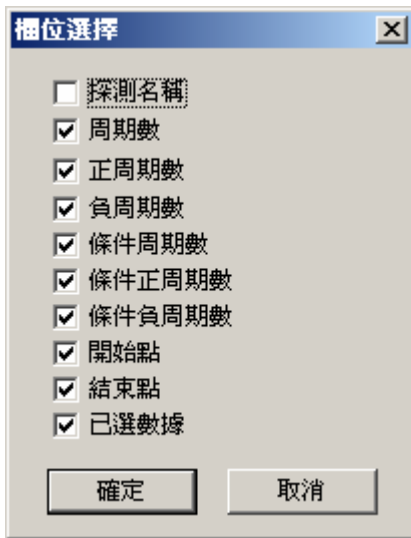 欄位選擇
探測名稱
周期數
正周期數
負周期數
條件周期數
條件正周期數
條件負周期數
開始點
結束點
已選數據
確定
取消